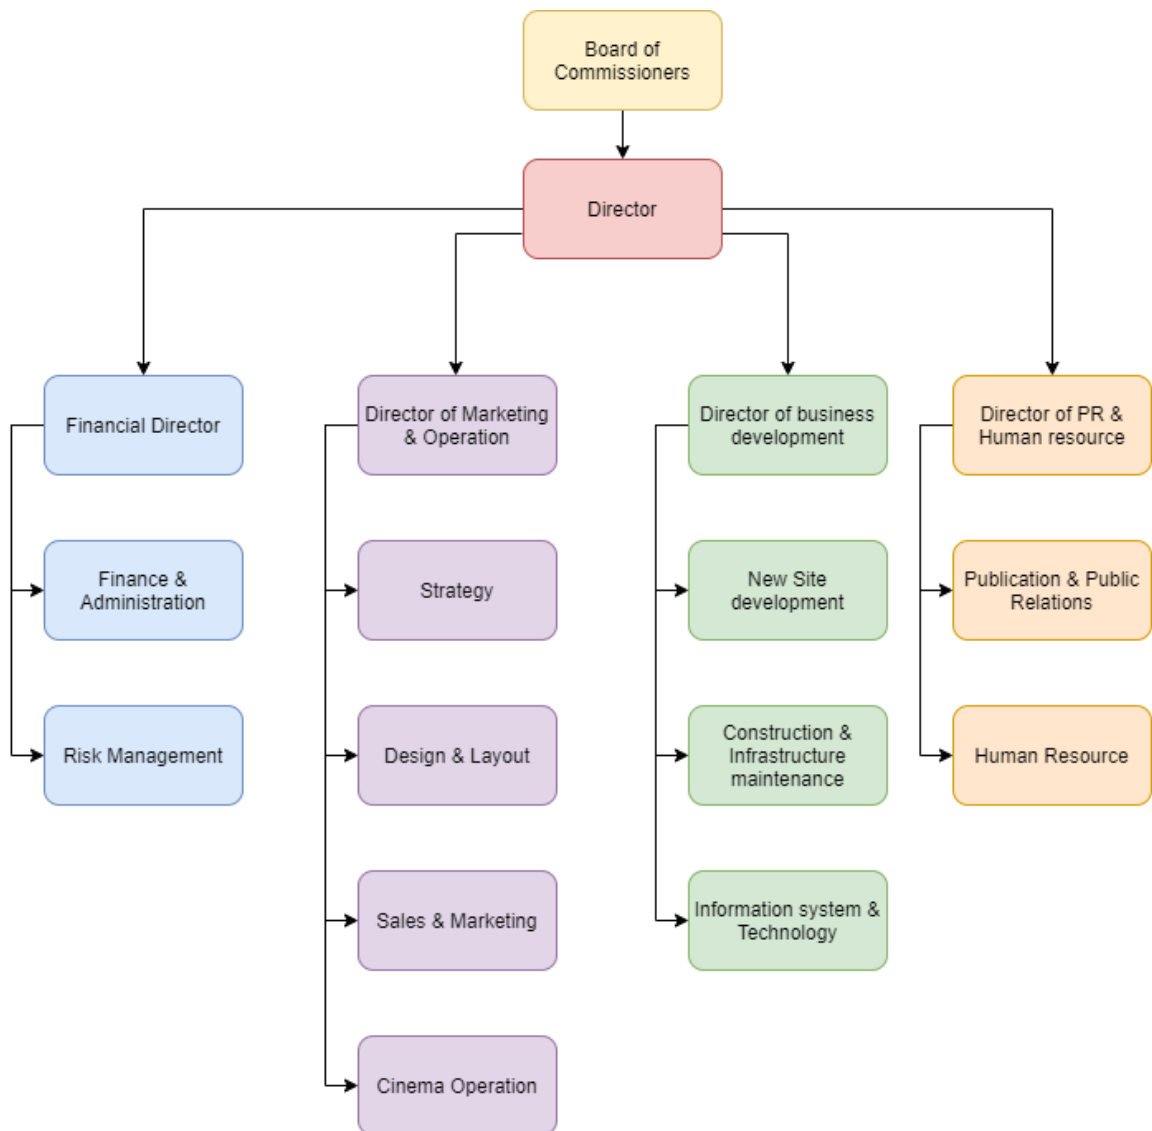 Board of
Commissioners
Director
Financial Director
Director of Marketing
& Operation
Director of business
development
Director of PR &
Human resource
Finance &
Administration
Strategy
New Site
development
Publication & Public
Relations
Risk Management
Design & Layout
Construction &
Infrastructure
maintenance
Human Resource
Sales & Marketing
Information system &
Technology
Cinema Operation